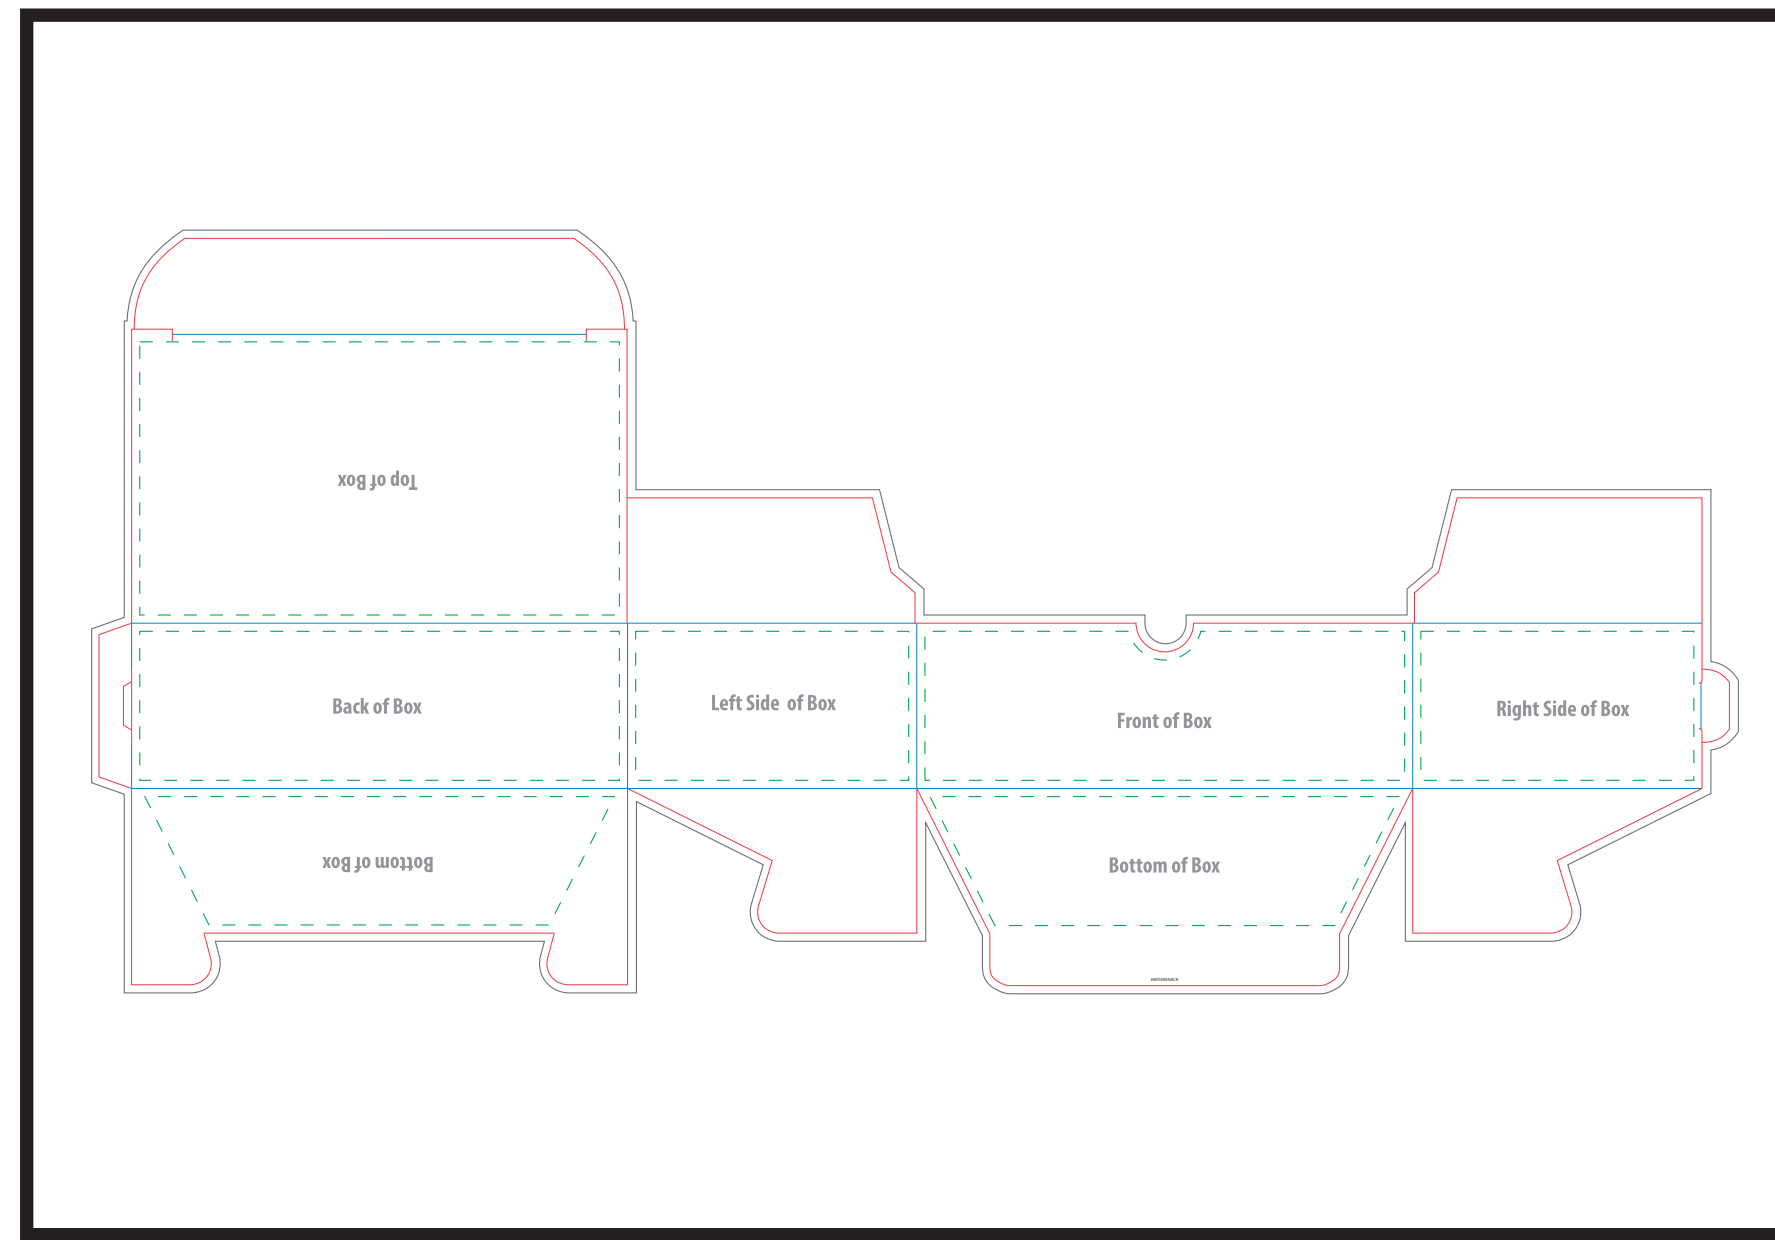 Top of Box
Back of Box
Left Side of Box
Front of Box
Right Side of Box
Bottom of Box
Bottom of Box